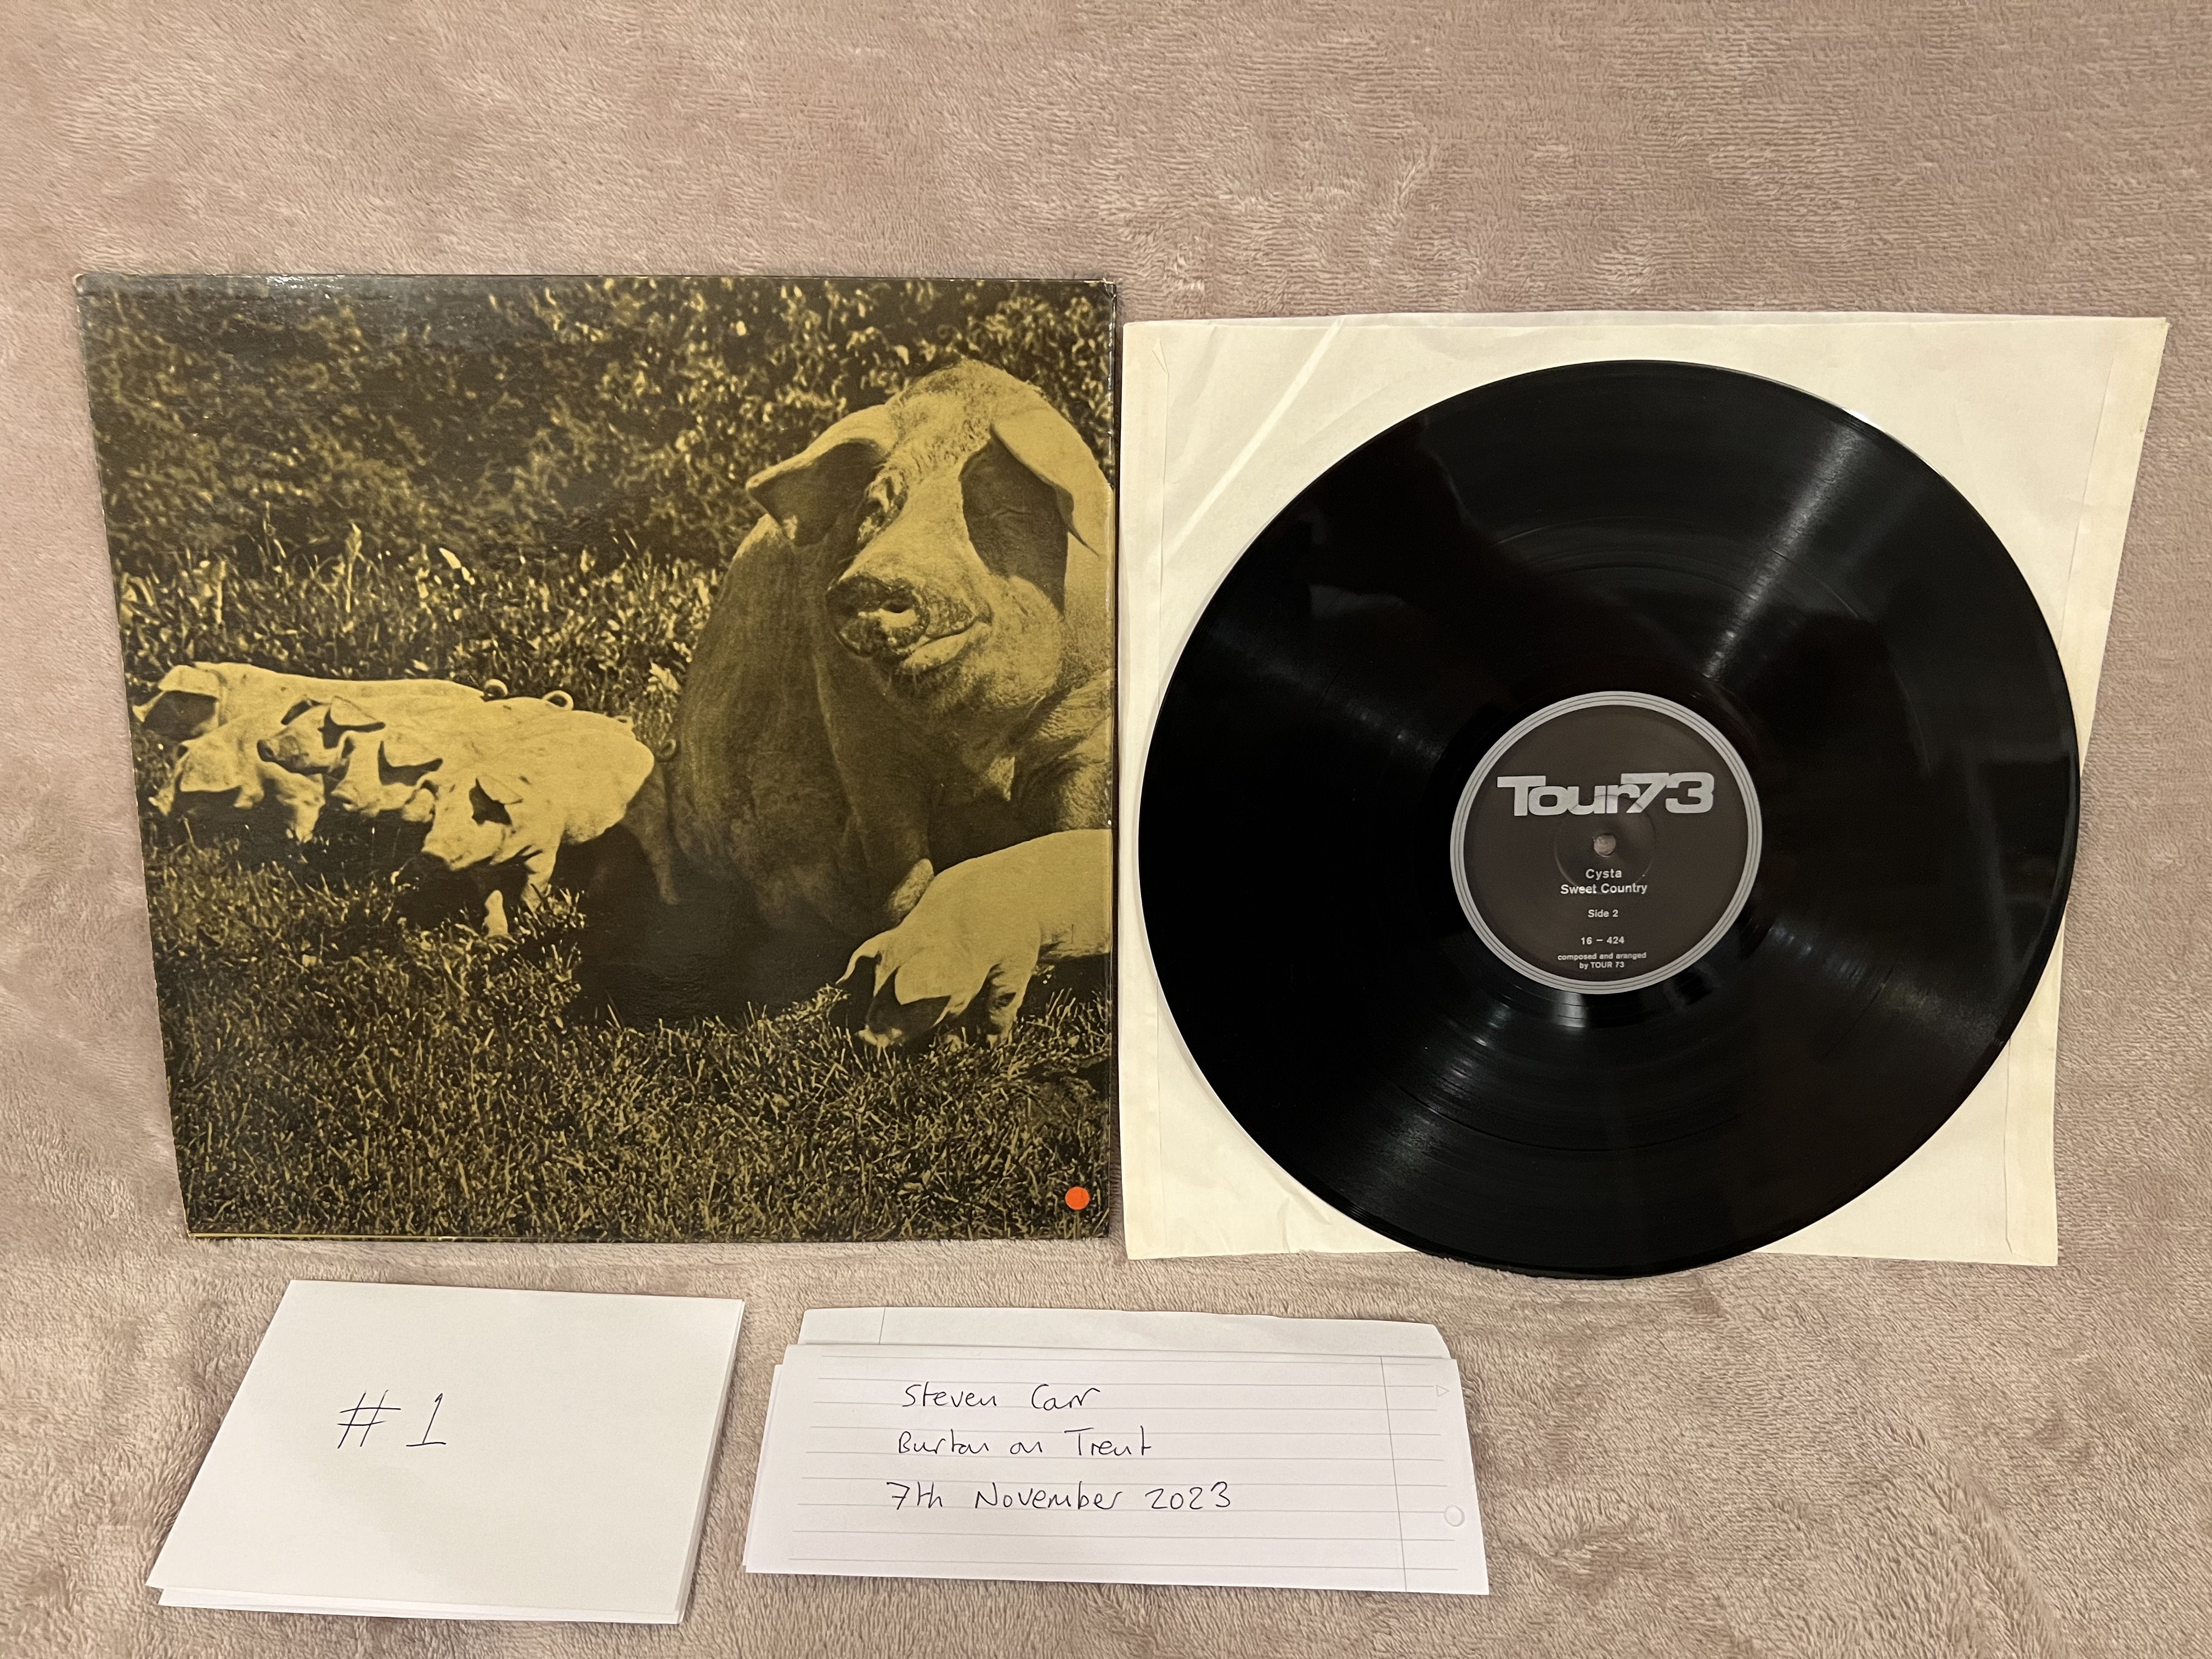 Tour73
Cysta
Sweet Country
Side 2
16 - 424
composed and aranged
by TOUR 73
# 1
Steven Carr
Burton on Trent
7th November 2023